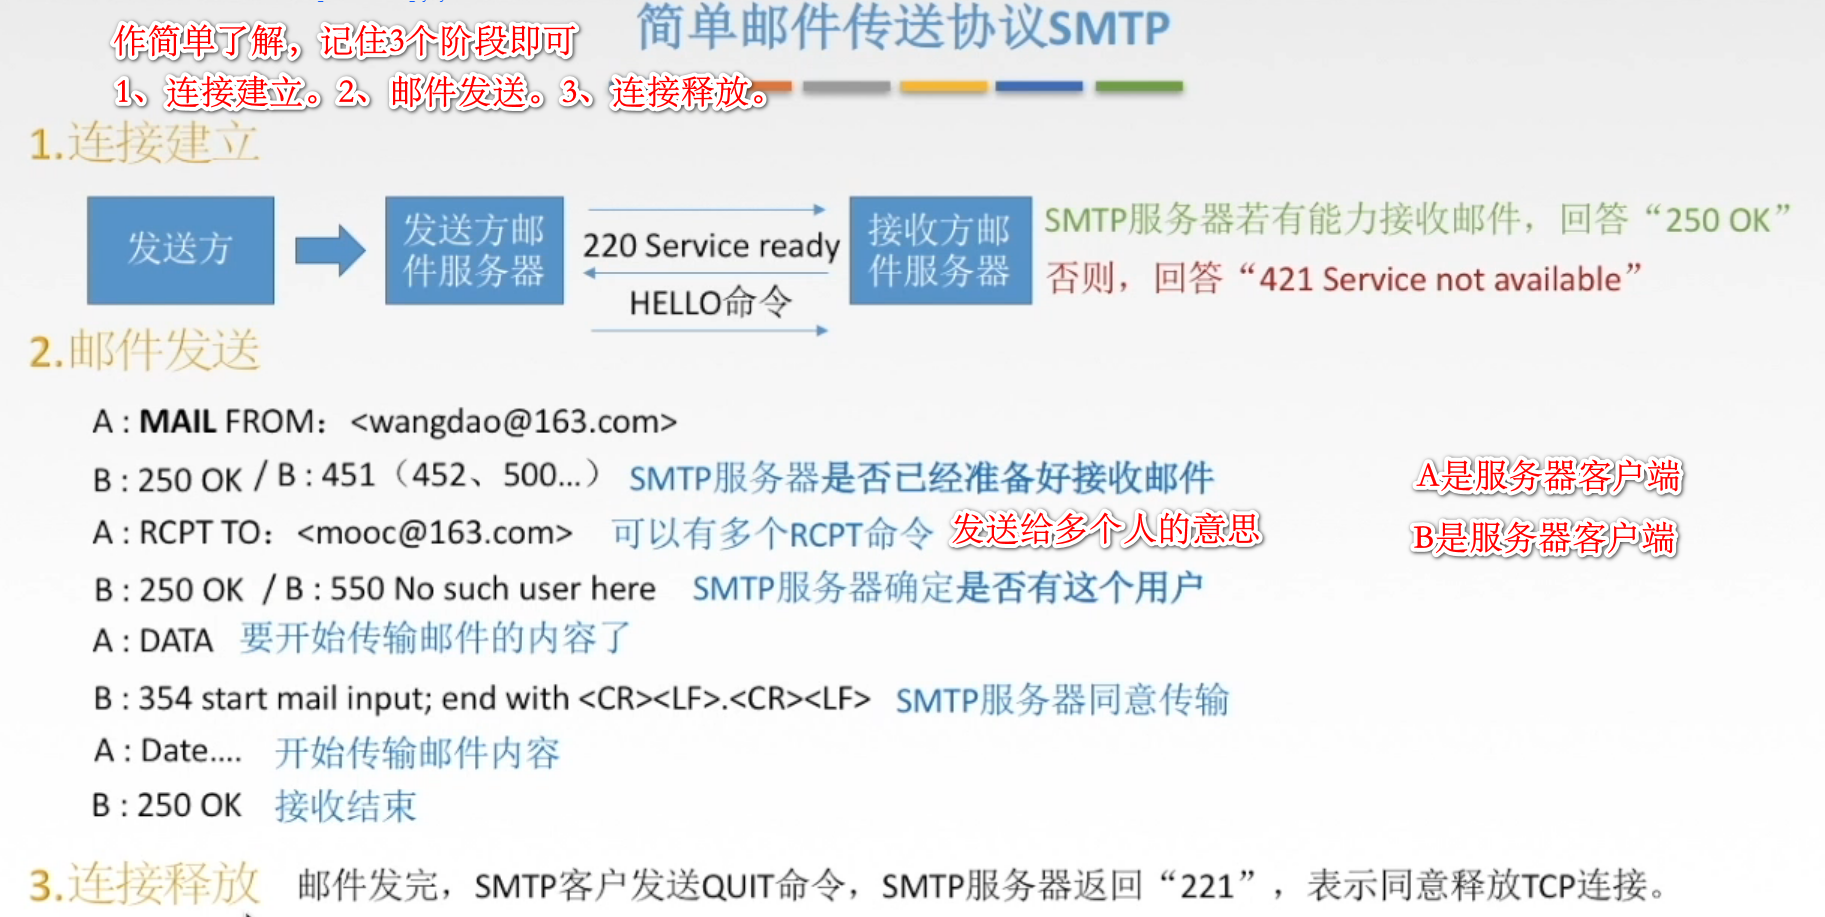 简单邮件传送协议SMTP
作简单了解，记住3个阶段即可
1、连接建立。2、邮件发送。3、连接释放。
1.连接建立
发送方
发送方邮件服务器
220 Service ready
HELLO命令
接收方邮件服务器
SMTP服务器若有能力接收邮件，回答“250 OK”
否则，回答“421 Service not available”
2.邮件发送
A : MAIL FROM：<wangdao@163.com>
B : 250 OK / B : 451（452、500...） SMTP服务器是否已经准备好接收邮件
A是服务器客户端
A : RCPT TO：<mooc@163.com> 可以有多个RCPT命令 发送给多个人的意思
B是服务器客户端
B : 250 OK / B : 550 No such user here SMTP服务器确定是否有这个用户
A : DATA 要开始传输邮件的内容了
B : 354 start mail input; end with <CR><LF>.<CR><LF> SMTP服务器同意传输
A : Date.... 开始传输邮件内容
B : 250 OK 接收结束
3.连接释放 邮件发完，SMTP客户发送QUIT命令，SMTP服务器返回“221”，表示同意释放TCP连接。